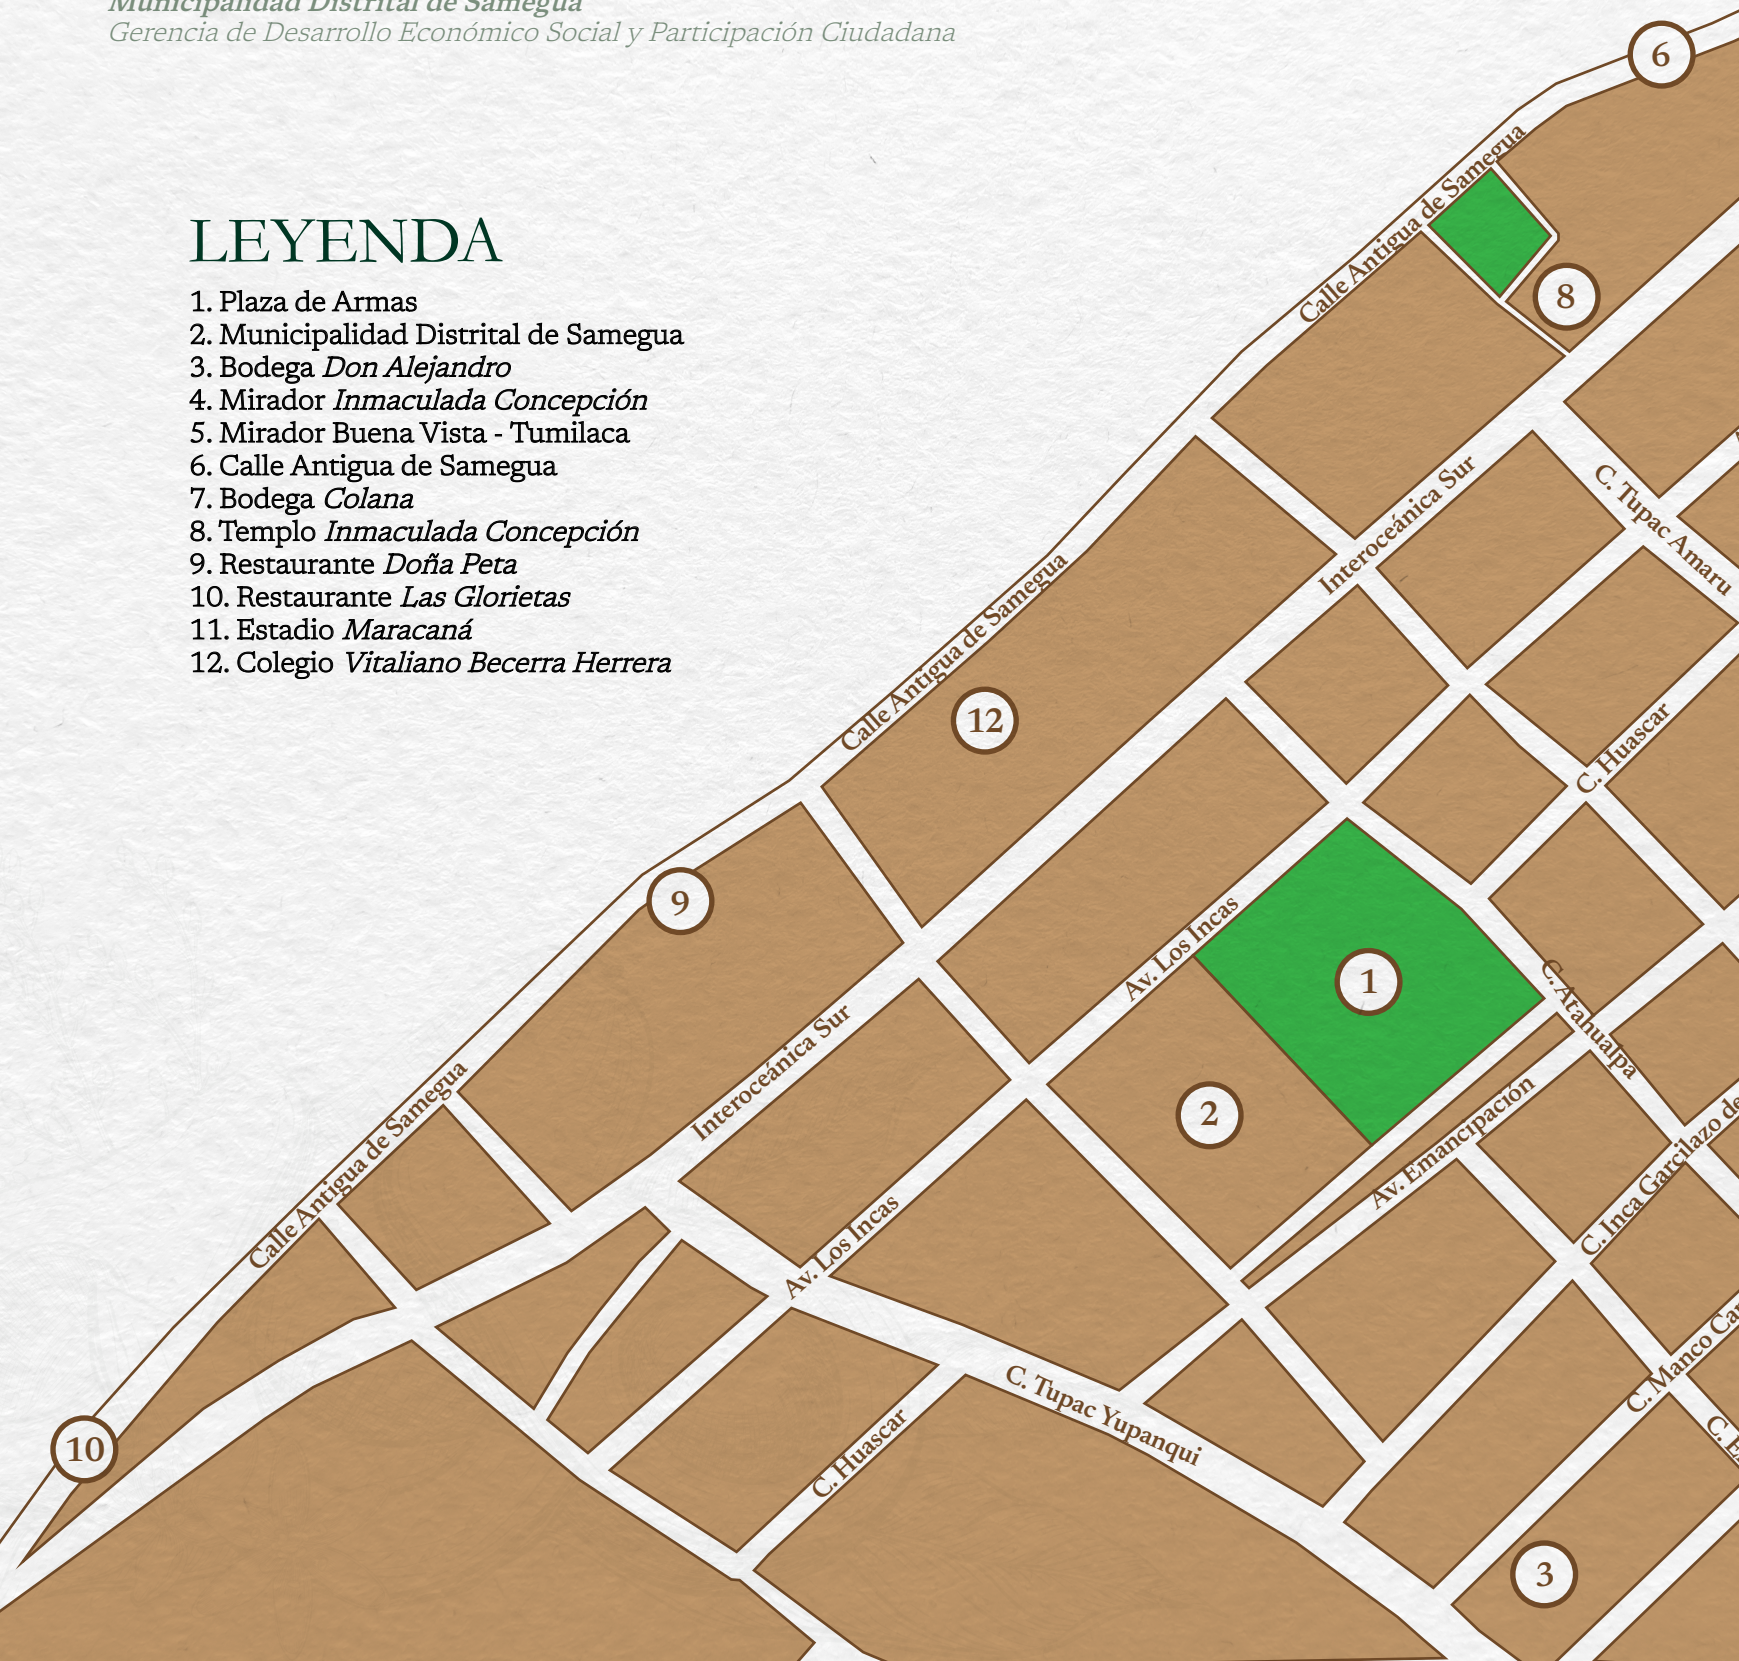 Municipalidad Distrital de Samegua
Gerencia de Desarrollo Económico Social y Participación Ciudadana
LEYENDA
1. Plaza de Armas
2. Municipalidad Distrital de Samegua
3. Bodega Don Alejandro
4. Mirador Inmaculada Concepción
5. Mirador Buena Vista - Tumilaca
6. Calle Antigua de Samegua
7. Bodega Colana
8. Templo Inmaculada Concepción
9. Restaurante Doña Peta
10. Restaurante Las Glorietas
11. Estadio Maracaná
12. Colegio Vitaliano Becerra Herrera
6
Calle Antigua de Samegua
8
Interoceánica Sur
C. Tupac Amaru
Calle Antigua de Samegua
12
C. Huascar
9
Av. Los Incas
1
C. Atahualpa
Interoceánica Sur
Calle Antigua de Samegua
2
Av. Emancipación
C. Inca Garcilazo de
Av. Los Incas
C. Manco
C. Tupac Yupanqui
C. Huascar
10
C.
3